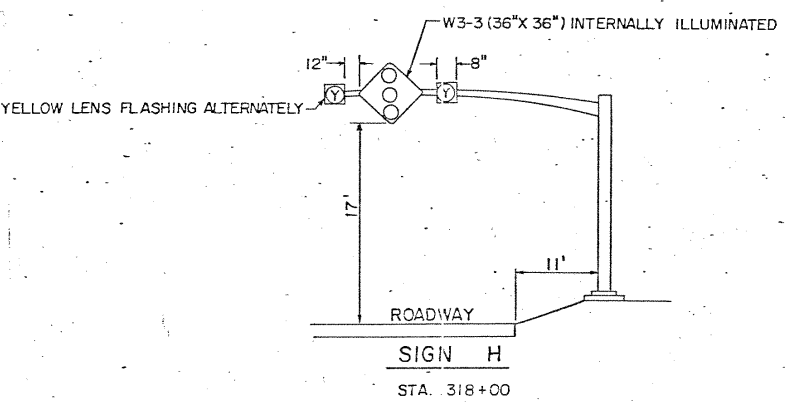 W3-3 (36"X 36") INTERNALLY ILLUMINATED
12"
8"
Y
Y
YELLOW LENS FLASHING ALTERNATELY
17'
11'
ROADWAY
SIGN H
STA. 318+00